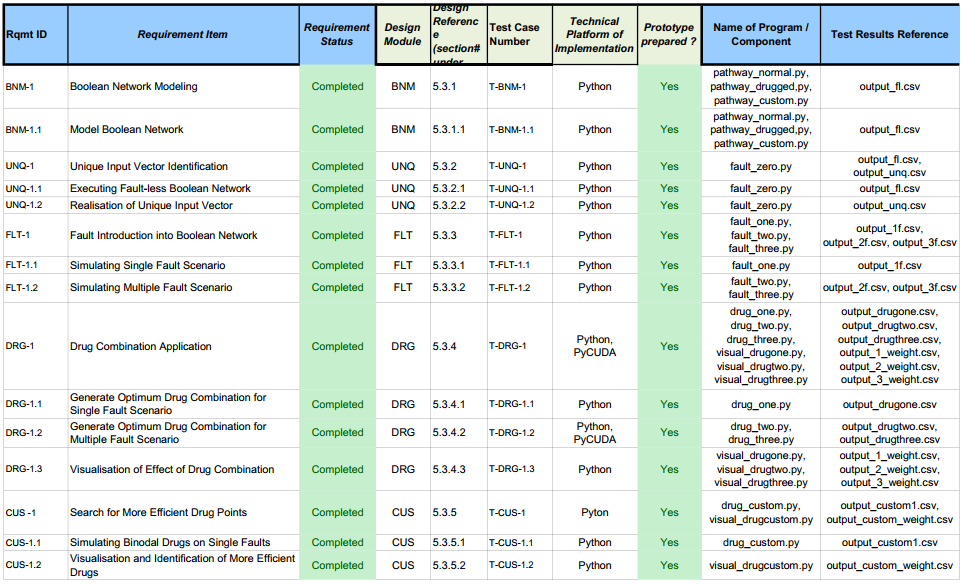 Rqmt ID Requirement Item Requirement Status Design Module Design Referenc e (section# under Test Case Number Technical Platform of Implementation Prototype prepared ? Name of Program / Component Test Results Reference
BNM-1 Boolean Network Modeling Completed BNM 5.3.1 T-BNM-1 Python Yes pathway_normal.py, pathway_drugged,py, pathway_custom.py output_fl.csv
BNM-1.1 Model Boolean Network Completed BNM 5.3.1.1 T-BNM-1.1 Python Yes pathway_normal.py, pathway_drugged,py, pathway_custom.py output_fl.csv
UNQ-1 Unique Input Vector Identification Completed UNQ 5.3.2 T-UNQ-1 Python Yes fault_zero.py output_fl.csv, output_unq.csv
UNQ-1.1 Executing Fault-less Boolean Network Completed UNQ 5.3.2.1 T-UNQ-1.1 Python Yes fault_zero.py output_fl.csv
UNQ-1.2 Realisation of Unique Input Vector Completed UNQ 5.3.2.2 T-UNQ-1.2 Python Yes fault_zero.py output_unq.csv
FLT-1 Fault Introduction into Boolean Network Completed FLT 5.3.3 T-FLT-1 Python Yes fault_one.py, fault_two.py, fault_three.py output_1f.csv, output_2f.csv, output_3f.csv
FLT-1.1 Simulating Single Fault Scenario Completed FLT 5.3.3.1 T-FLT-1.1 Python Yes fault_one.py output_1f.csv
FLT-1.2 Simulating Multiple Fault Scenario Completed FLT 5.3.3.2 T-FLT-1.2 Python Yes fault_two.py, fault_three.py output_2f.csv, output_3f.csv
DRG-1 Drug Combination Application Completed DRG 5.3.4 T-DRG-1 Python, PyCUDA Yes drug_one.py, drug_two.py, drug_three.py, visual_drugone.py, visual_drugtwo.py, visual_drugthree.py output_drugone.csv, output_drugtwo.csv, output_drugthree.csv, output_1_weight.csv, output_2_weight.csv, output_3_weight.csv
DRG-1.1 Generate Optimum Drug Combination for Single Fault Scenario Completed DRG 5.3.4.1 T-DRG-1.1 Python Yes drug_one.py output_drugone.csv
DRG-1.2 Generate Optimum Drug Combination for Multiple Fault Scenario Completed DRG 5.3.4.2 T-DRG-1.2 Python, PyCUDA Yes drug_two.py, drug_three.py output_drugtwo.csv, output_drugthree.csv
DRG-1.3 Visualisation of Effect of Drug Combination Completed DRG 5.3.4.3 T-DRG-1.3 Python Yes visual_drugone.py, visual_drugtwo.py, visual_drugthree.py output_1_weight.csv, output_2_weight.csv, output_3_weight.csv
CUS -1 Search for More Efficient Drug Points Completed CUS 5.3.5 T-CUS-1 Pyton Yes drug_custom.py, visual_drugcustom.py output_custom1.csv, output_custom_weight.csv
CUS-1.1 Simulating Binodal Drugs on Single Faults Completed CUS 5.3.5.1 T-CUS-1.1 Python Yes drug_custom.py output_custom1.csv
CUS-1.2 Visualisation and Identification of More Efficient Drugs Completed CUS 5.3.5.2 T-CUS-1.2 Python Yes visual_drugcustom.py output_custom_weight.csv